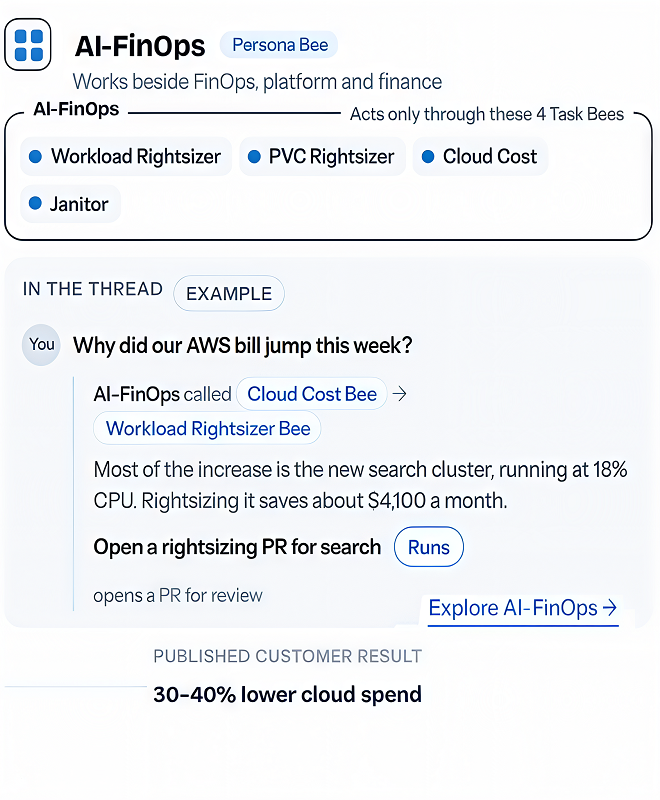 AI-FinOps Persona Bee
Works beside FinOps, platform and finance
AI-FinOps Acts only through these 4 Task Bees
Workload Rightsizer PVC Rightsizer Cloud Cost
Janitor
IN THE THREAD EXAMPLE
You Why did our AWS bill jump this week?
AI-FinOps called Cloud Cost Bee →
Workload Rightsizer Bee
Most of the increase is the new search cluster, running at 18%
CPU. Rightsizing it saves about $4,100 a month.
Open a rightsizing PR for search Runs
opens a PR for review
Explore AI-FinOps →
PUBLISHED CUSTOMER RESULT
30–40% lower cloud spend